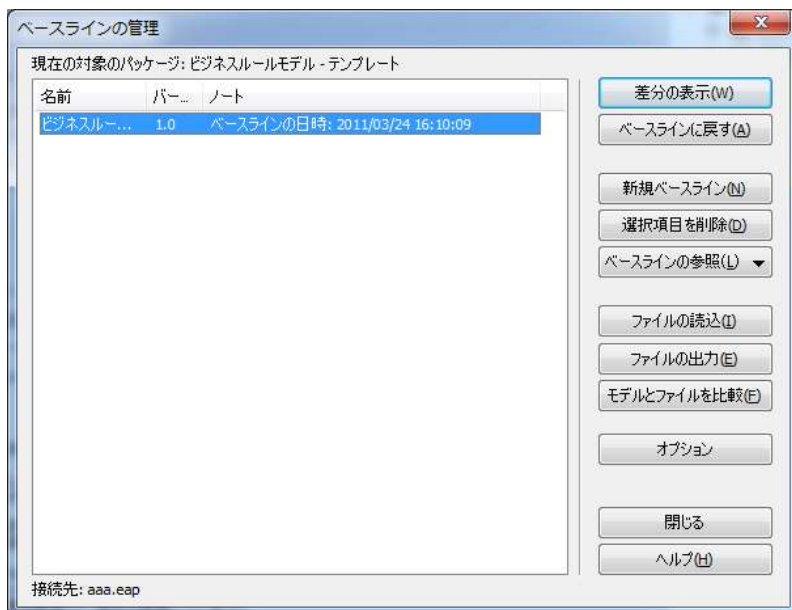 ベースラインの管理
現在の対象のパッケージ: ビジネスルールモデル - テンプレート
名前 バー... ノート
ビジネスルー... 1.0 ベースラインの日時: 2011/03/24 16:10:09
差分の表示(W)
ベースラインに戻す(A)
新規ベースライン(N)
選択項目を削除(D)
ベースラインの参照(L)
ファイルの読込(I)
ファイルの出力(E)
モデルとファイルを比較(F)
オプション
閉じる
ヘルプ(H)
接続先: aaa.eap